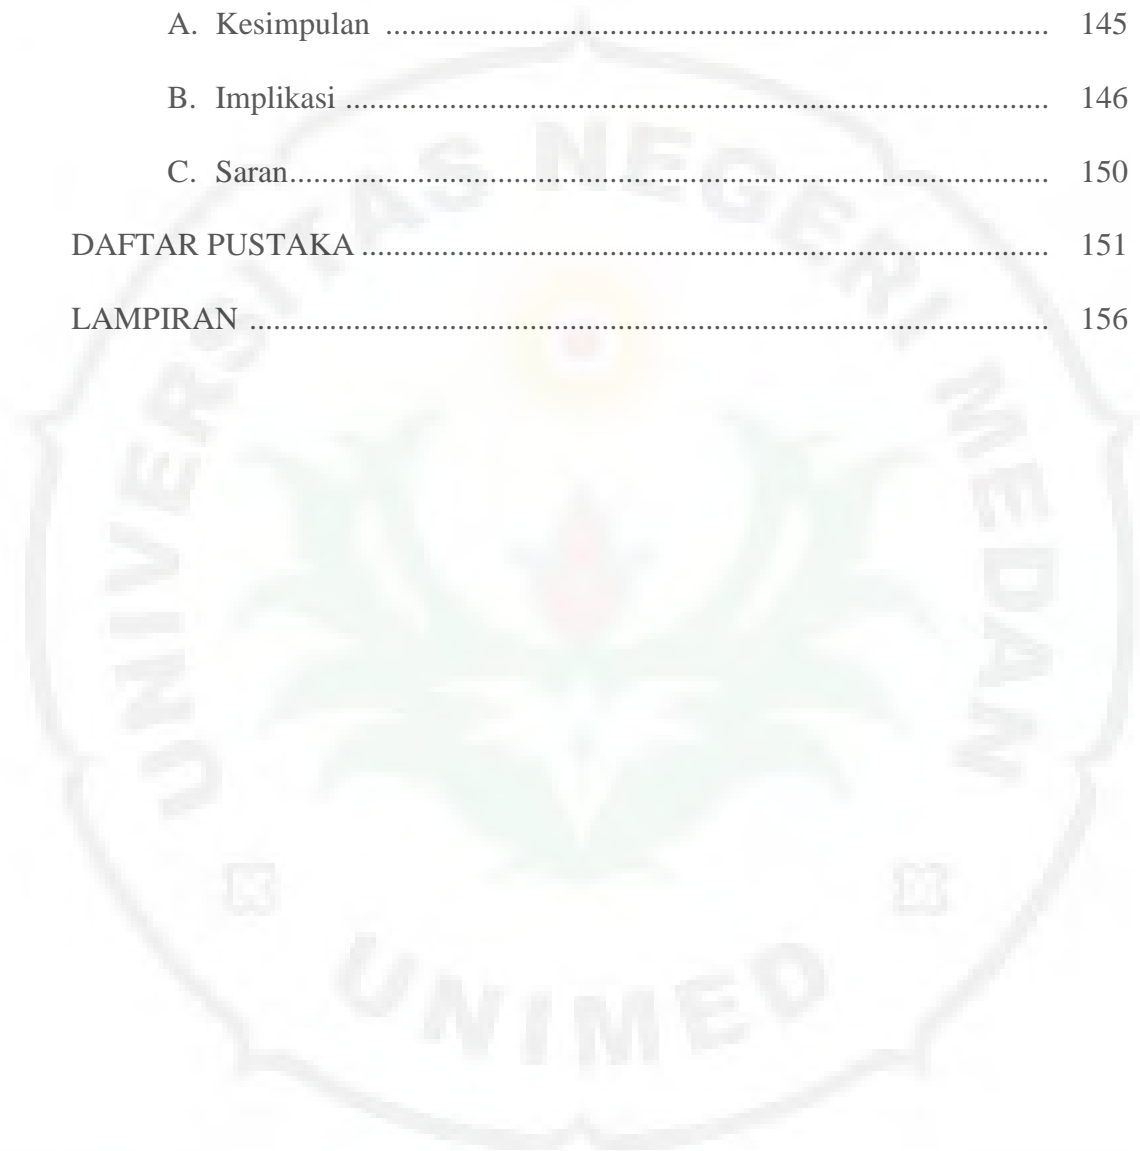 A. Kesimpulan ................................................................................... 145
B. Implikasi ........................................................................................ 146
C. Saran............................................................................................... 150
DAFTAR PUSTAKA ...................................................................................... 151
LAMPIRAN .................................................................................................... 156
UNIVERSITAS NEGERI MEDAN
UNIMED